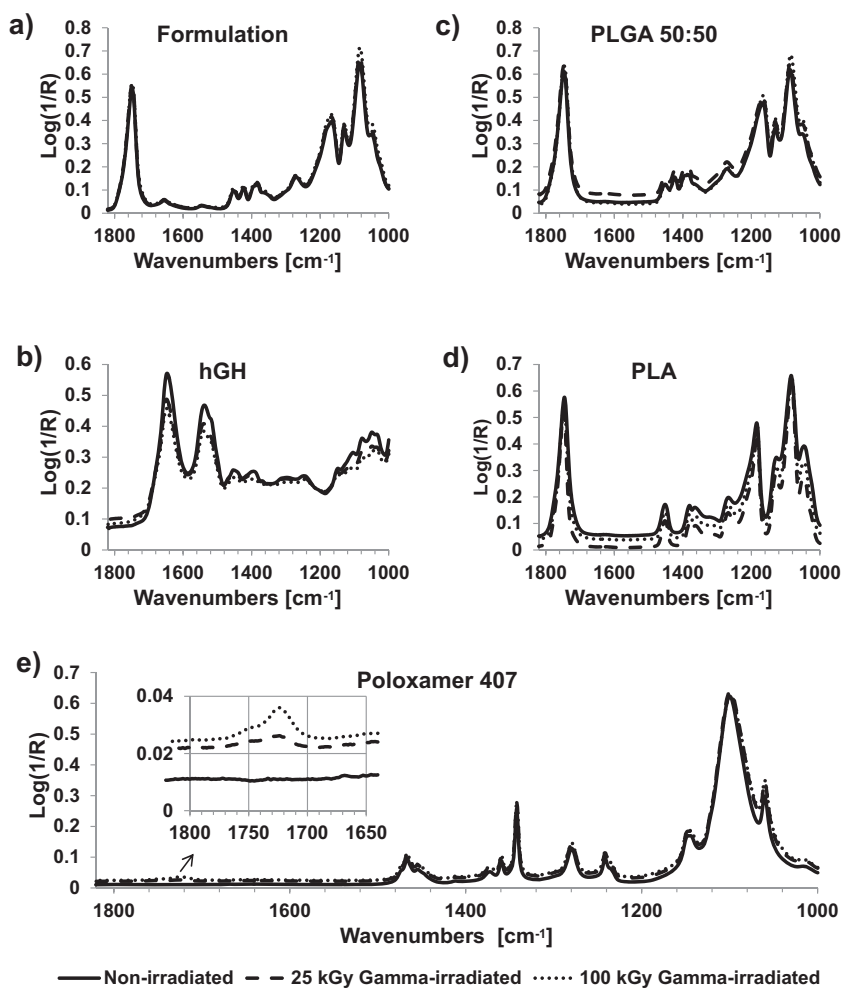 a)
Formulation
0.8
0.7
0.6
0.5
0.4
0.3
0.2
0.1
0
Log(1/R)
1800 1600 1400 1200 1000
Wavenumbers [cm-1]
c)
PLGA 50:50
0.8
0.7
0.6
0.5
0.4
0.3
0.2
0.1
0
Log(1/R)
1800 1600 1400 1200 1000
Wavenumbers [cm-1]
b)
hGH
0.6
0.5
0.4
0.3
0.2
0.1
0
Log(1/R)
1800 1600 1400 1200 1000
Wavenumbers [cm-1]
d)
PLA
0.7
0.6
0.5
0.4
0.3
0.2
0.1
0
Log(1/R)
1800 1600 1400 1200 1000
Wavenumbers [cm-1]
e)
Poloxamer 407
0.7
0.6
0.5
0.4
0.3
0.2
0.1
0
Log(1/R)
0.04
0.02
0
1800 1750 1700 1650
1800 1600 1400 1200 1000
Wavenumbers [cm-1]
Non-irradiated 25 kGy Gamma-irradiated 100 kGy Gamma-irradiated